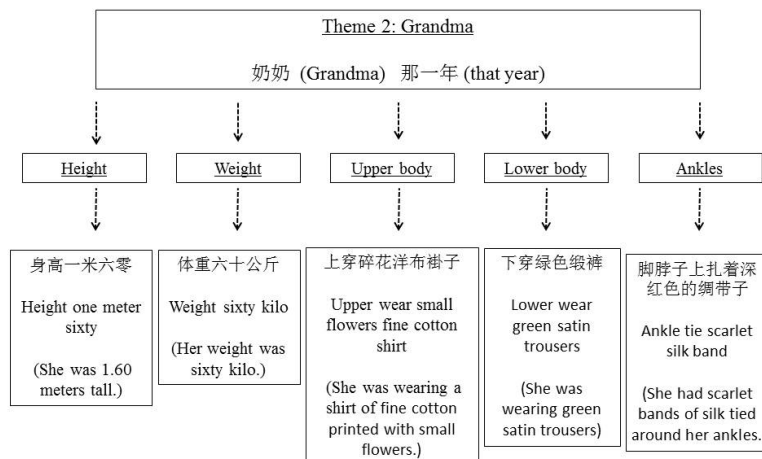 Theme 2: Grandma
奶奶 (Grandma) 那一年 (that year)
Height
Weight
Upper body
Lower body
Ankles
身高一米六零
Height one meter
sixty
(She was 1.60
meters tall.)
体重六十公斤
Weight sixty kilo
(Her weight was
sixty kilo.)
上穿碎花洋布褂子
Upper wear small
flowers fine cotton
shirt
(She was wearing a
shirt of fine cotton
printed with small
flowers.)
下穿绿色缎裤
Lower wear
green satin
trousers
(She was
wearing green
satin trousers)
脚脖子上扎着深
红色的绸带子
Ankle tie scarlet
silk band
(She had scarlet
bands of silk tied
around her ankles.